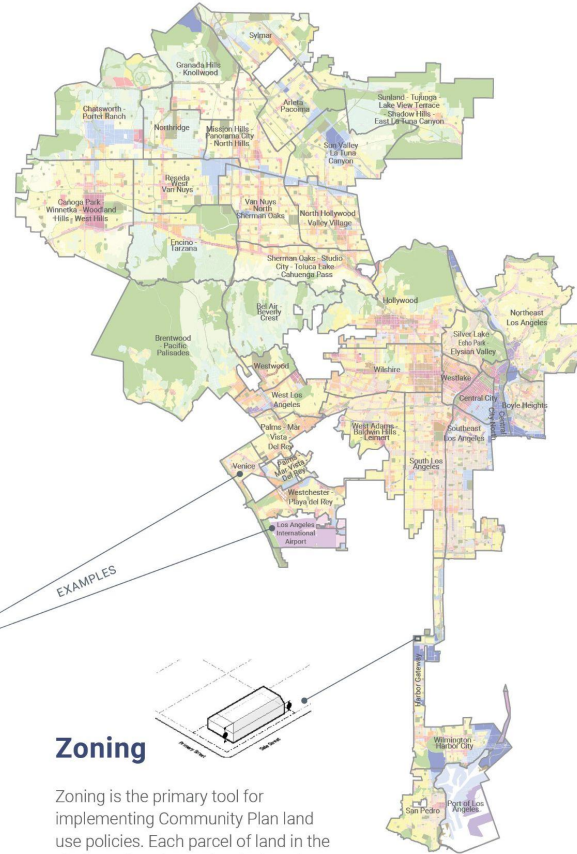 Sylmar
Granada Hills
- Knollwood
Sunland - Tujunga
Lake View Terrace
- Shadow Hills
East La Tuna Canyon
Arleta
Pacoima
Chatsworth -
Porter Ranch
Northridge
Mission Hills -
Panorama City
- North Hills
Sun Valley
La Tuna
Canyon
Reseda
West
Van Nuys
Canoga Park
Winnetka - Woodland
Hills - West Hills
Van Nuys
- North
Sherman Oaks
North Hollywood
Valley Village
Encino -
Tarzana
Sherman Oaks - Studio
City - Toluca Lake
Cahuenga Pass
Hollywood
Bel Air -
Beverly
Crest
Northeast
Los Angeles
Brentwood
- Pacific
Palisades
Silver Lake -
Echo Park
Elysian Valley
Westwood
Wilshire
Westlake
West Los
Angeles
Central City
Central
City North
Boyle Heights
Palms - Mar
Vista
Del Rey
West Adams -
Baldwin Hills -
Leimert
Southeast
Los Angeles
South Los
Angeles
Venice
Palms
Mar Vista
Del Rey
Westchester -
Playa del Rey
Los Angeles
International
Airport
EXAMPLES
Harbor Gateway
Primary Street
Side Street
Zoning
Wilmington -
Harbor City
San Pedro
Port of Los
Angeles
Zoning is the primary tool for
implementing Community Plan land
use policies. Each parcel of land in the